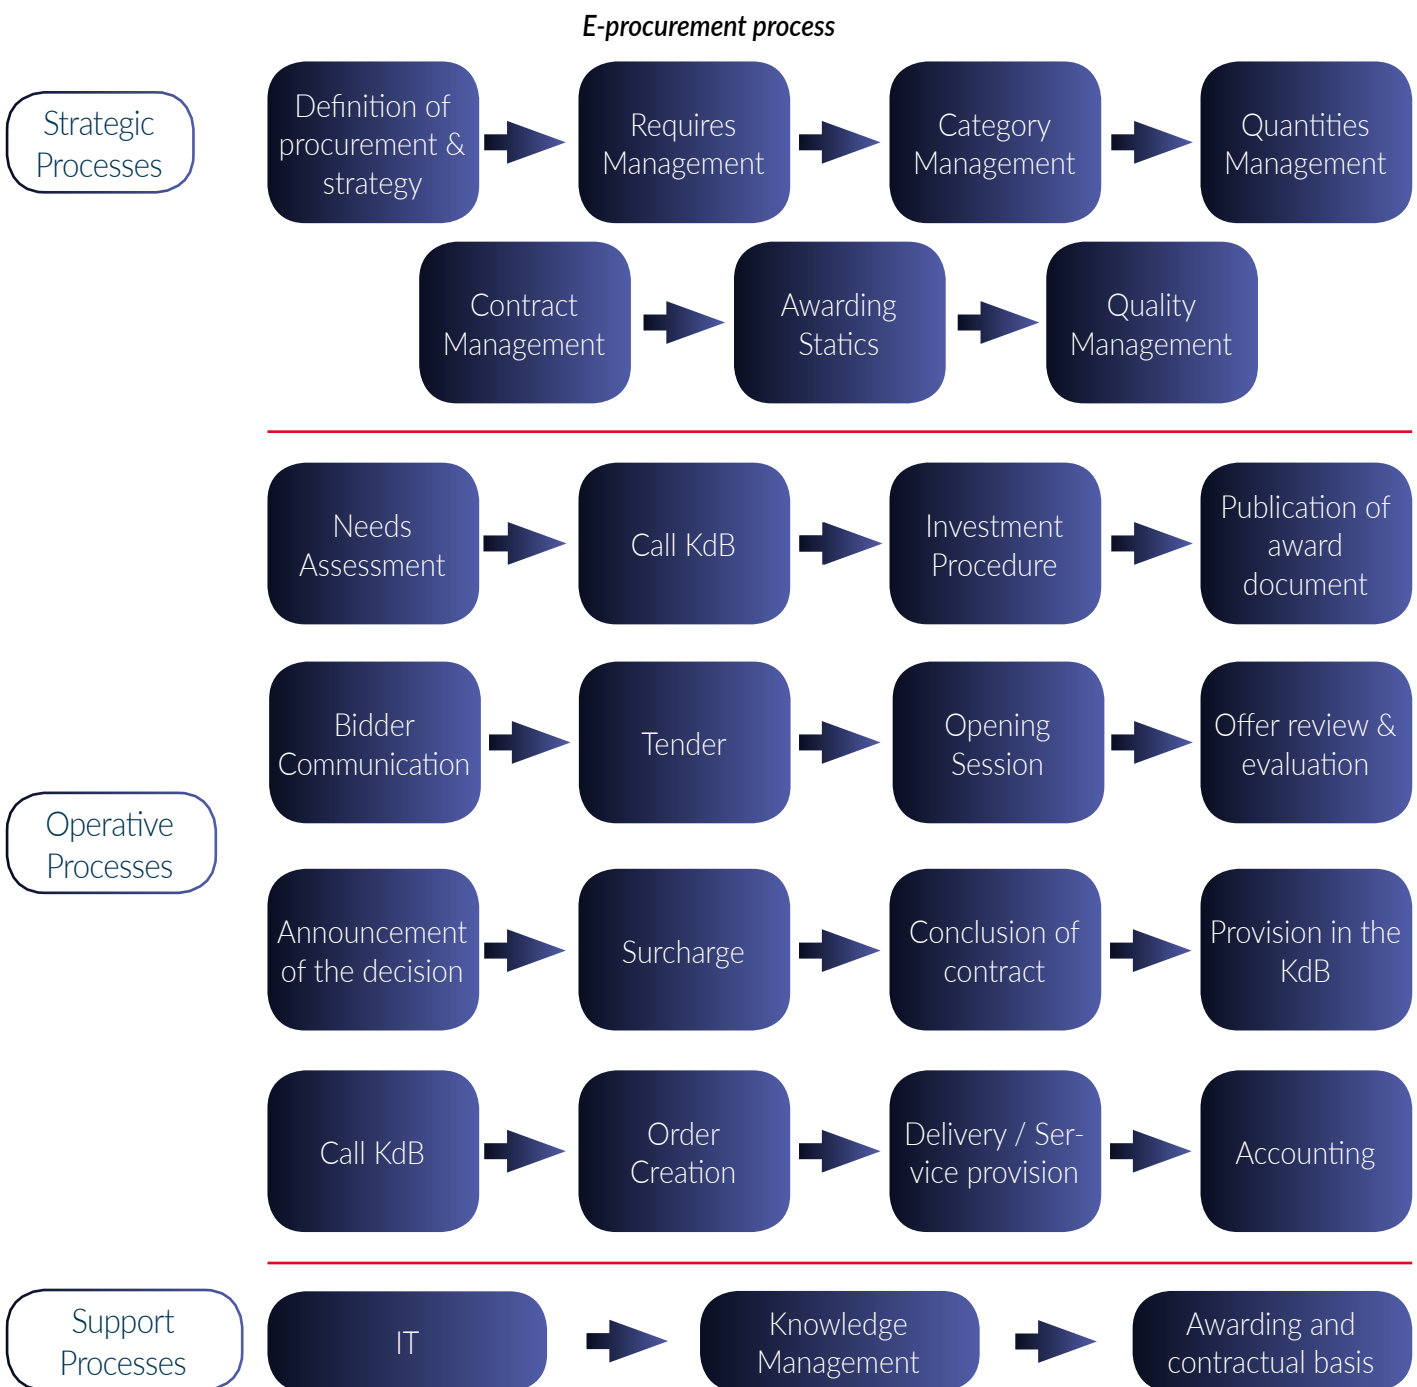 E-procurement process
Strategic
Processes
Definition of
procurement &
strategy
Requires
Management
Category
Management
Quantities
Management
Contract
Management
Awarding
Statics
Quality
Management
Operative
Processes
Needs
Assessment
Call KdB
Investment
Procedure
Publication of
award
document
Bidder
Communication
Tender
Opening
Session
Offer review &
evaluation
Announcement
of the decision
Surcharge
Conclusion of
contract
Provision in the
KdB
Call KdB
Order
Creation
Delivery / Ser-
vice provision
Accounting
Support
Processes
IT
Knowledge
Management
Awarding and
contractual basis